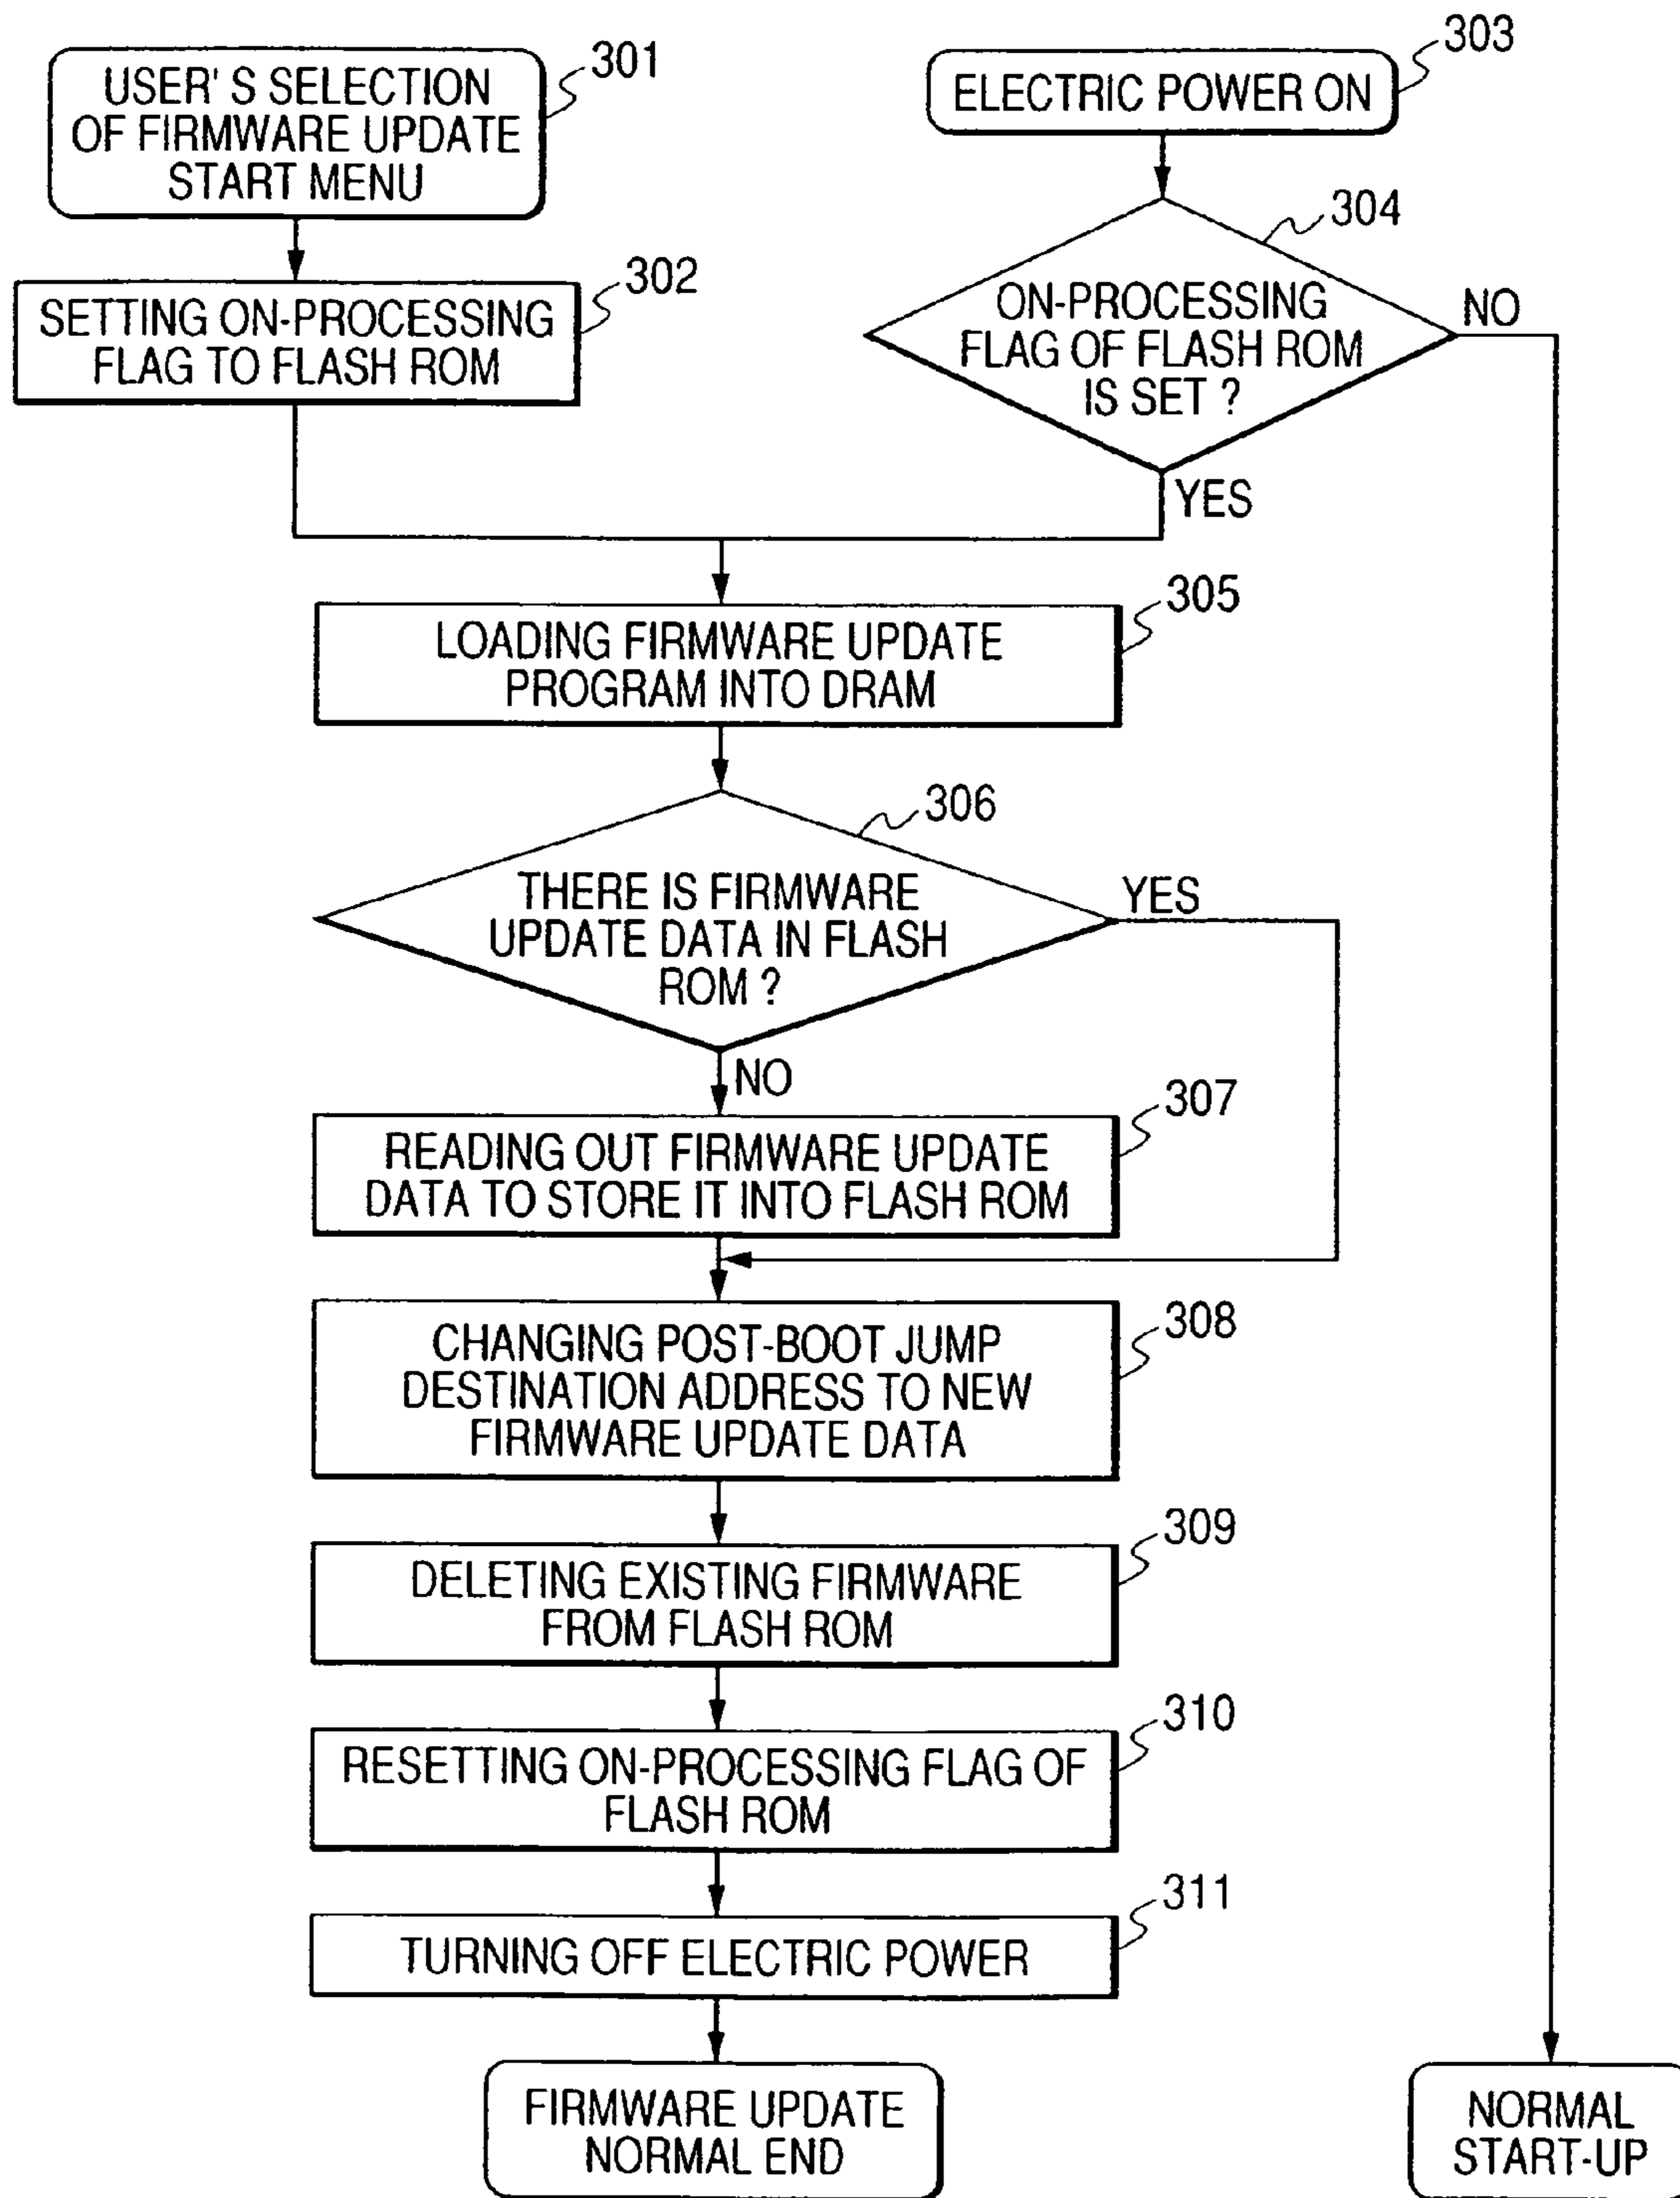 301
USER'S SELECTION
OF FIRMWARE UPDATE
START MENU
302
SETTING ON-PROCESSING
FLAG TO FLASH ROM
303
ELECTRIC POWER ON
304
ON-PROCESSING
FLAG OF FLASH ROM
IS SET ?
NO
YES
305
LOADING FIRMWARE UPDATE
PROGRAM INTO DRAM
306
THERE IS FIRMWARE
UPDATE DATA IN FLASH
ROM ?
YES
NO
307
READING OUT FIRMWARE UPDATE
DATA TO STORE IT INTO FLASH ROM
308
CHANGING POST-BOOT JUMP
DESTINATION ADDRESS TO NEW
FIRMWARE UPDATE DATA
309
DELETING EXISTING FIRMWARE
FROM FLASH ROM
310
RESETTING ON-PROCESSING FLAG OF
FLASH ROM
311
TURNING OFF ELECTRIC POWER
FIRMWARE UPDATE
NORMAL END
NORMAL
START-UP